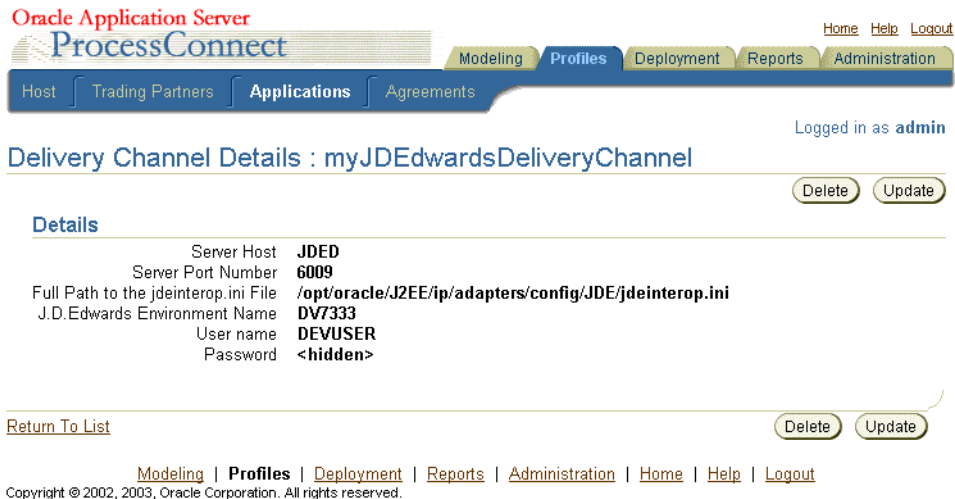 Oracle Application Server
ProcessConnect
Home Help Logout
Modeling Profiles Deployment Reports Administration
Host Trading Partners Applications Agreements
Logged in as admin
Delivery Channel Details : myJDEdwardsDeliveryChannel
Delete Update
Details
Server Host JDED
Server Port Number 6009
Full Path to the jdeinterop.ini File /opt/oracle/J2EE/ip/adapters/config/JDE/jdeinterop.ini
J.D.Edwards Environment Name DV7333
User name DEVUSER
Password <hidden>
Return To List
Delete Update
Modeling | Profiles | Deployment | Reports | Administration | Home | Help | Logout
Copyright © 2002, 2003, Oracle Corporation. All rights reserved.